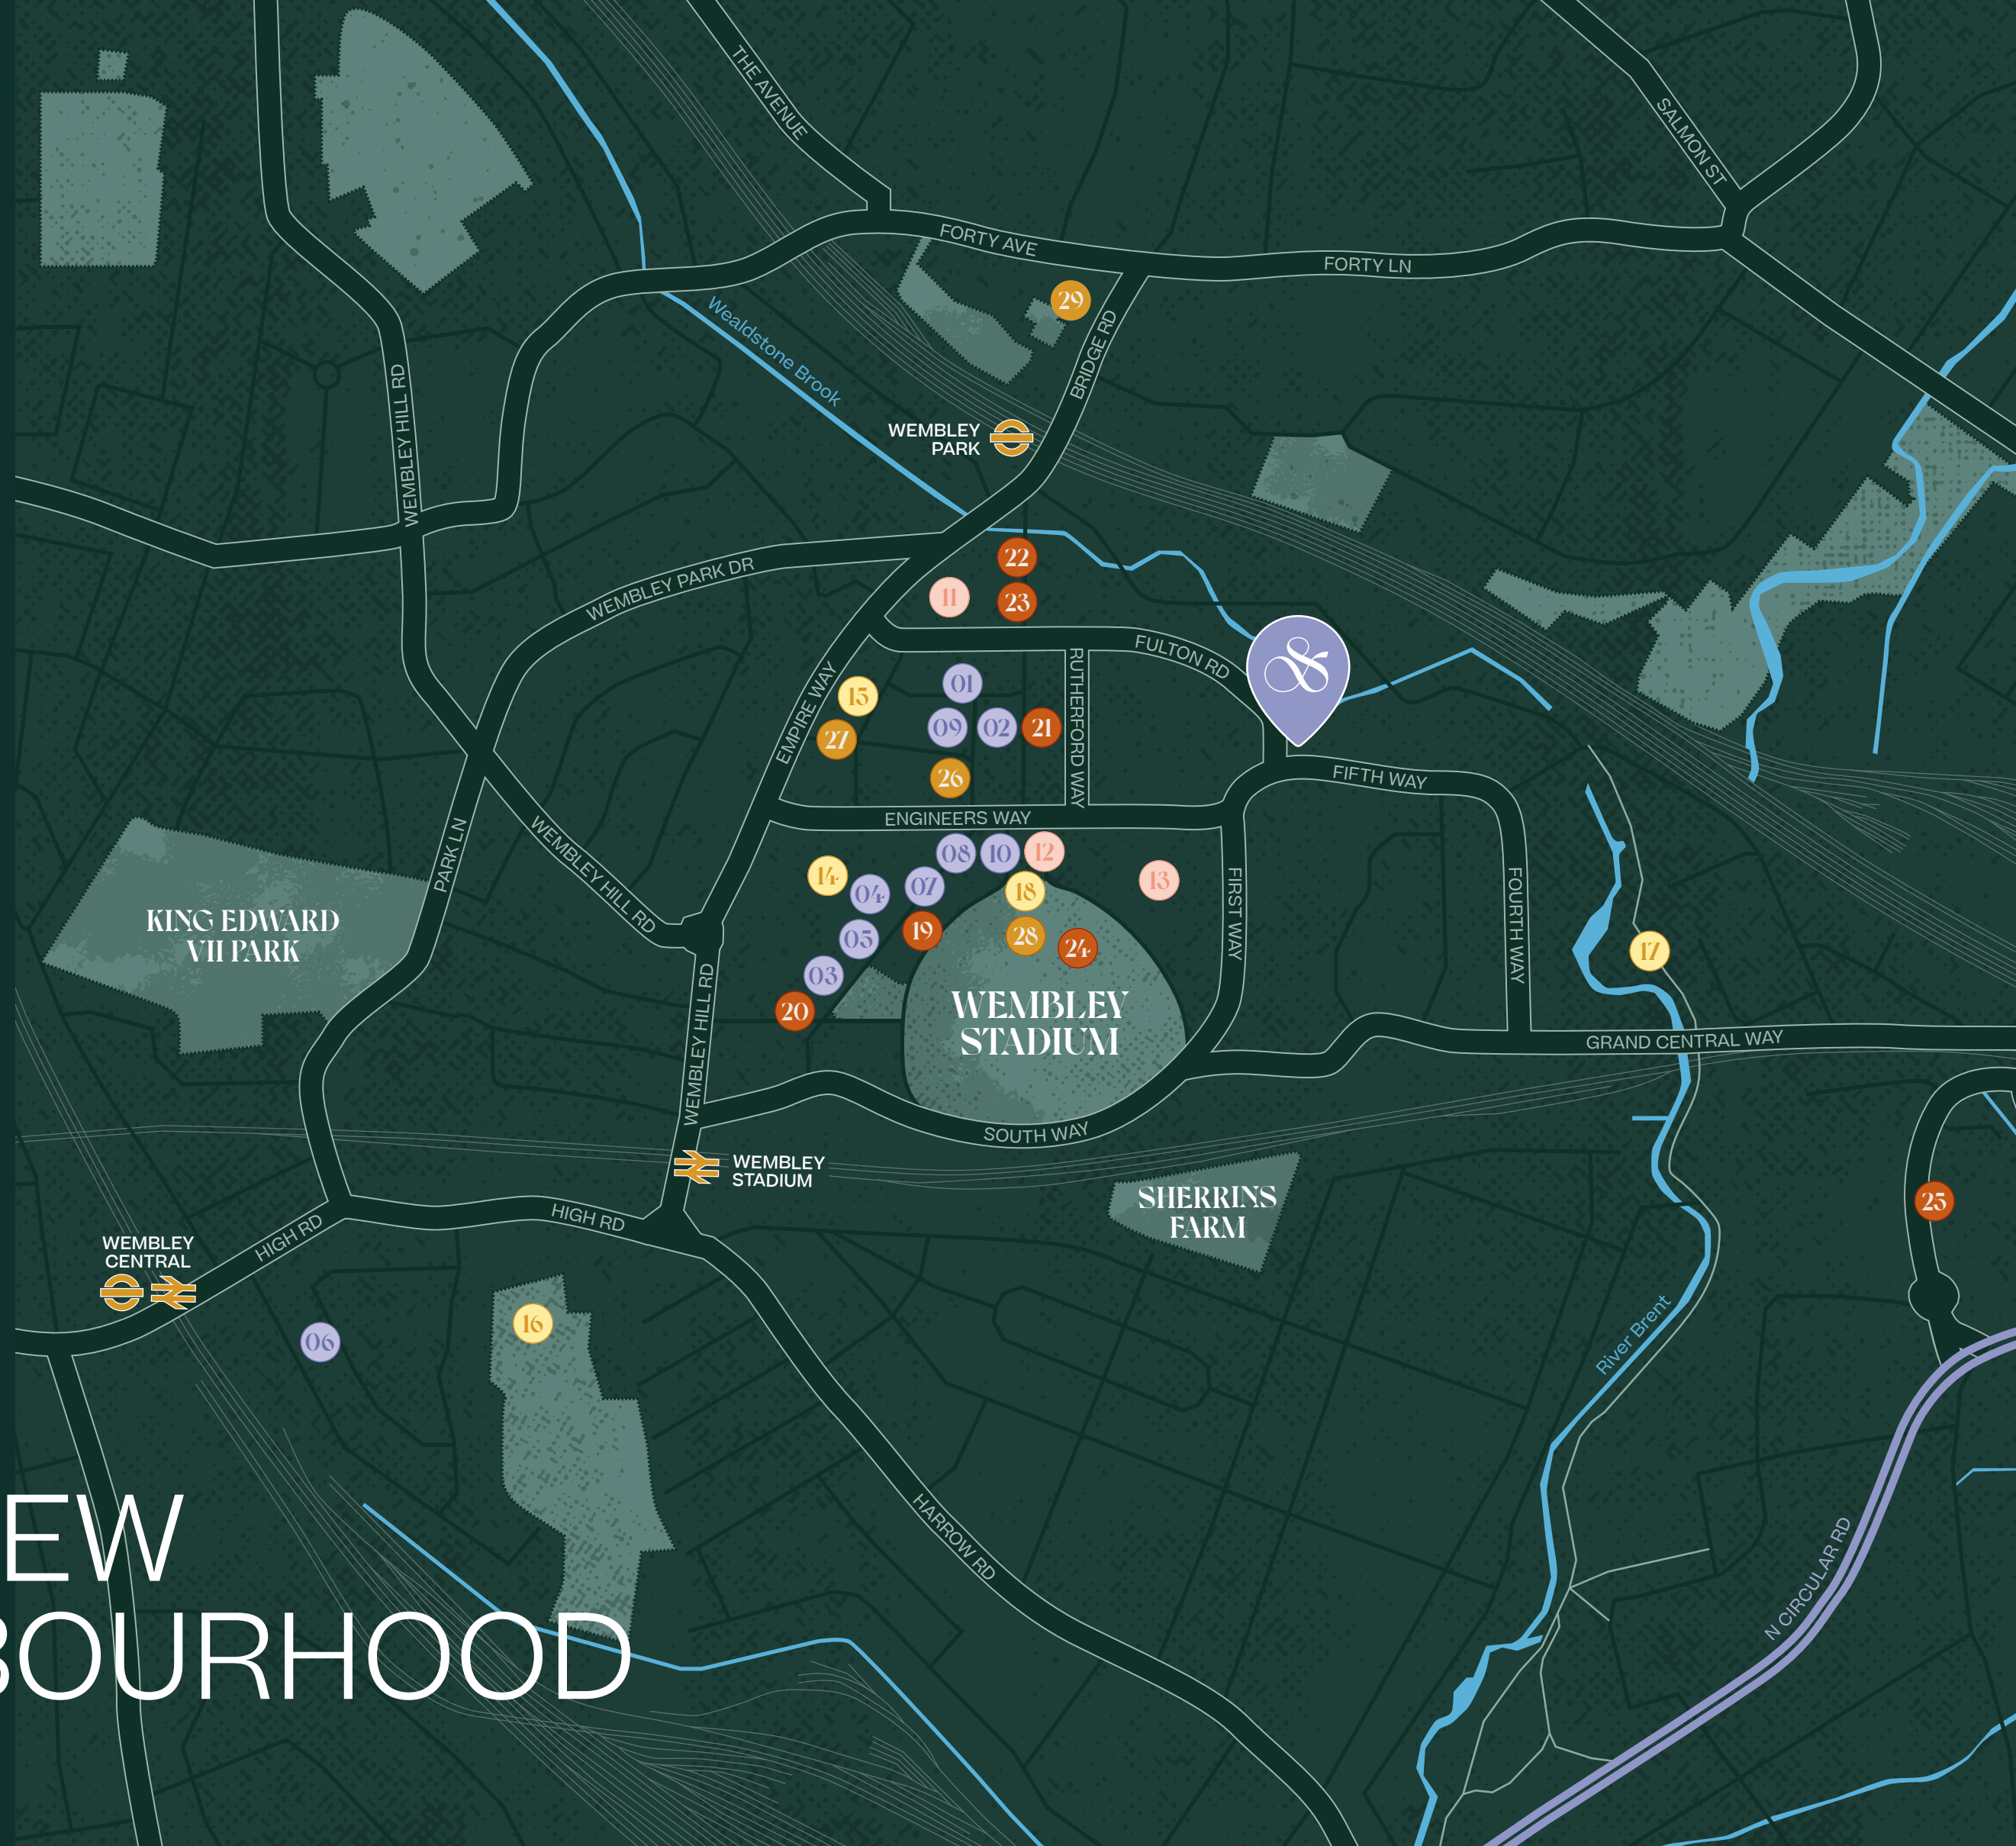 THE AVENUE
SALMON ST
FORTY AVE
FORTY LN
29
Wealdstone Brook
BRIDGE RD
WEMBLEY HILL RD
WEMBLEY
PARK
WEMBLEY PARK DR
22
11
23
FULTON RD
EMPIRE WAY
RUTHERFORD WAY
15
01
27
09
02
21
26
FIFTH WAY
ENGINEERS WAY
PARK LN
WEMBLEY HILL RD
08
10
12
14
04
07
18
13
FIRST WAY
FOURTH WAY
KING EDWARD
VII PARK
05
19
28
24
17
03
20
WEMBLEY
STADIUM
WEMBLEY HILL RD
GRAND CENTRAL WAY
SOUTH WAY
WEMBLEY
STADIUM
SHERRINS
FARM
25
HIGH RD
HIGH RD
WEMBLEY
CENTRAL
16
06
River Brent
HARROW RD
N CIRCULAR RD
EW
BOURHOOD